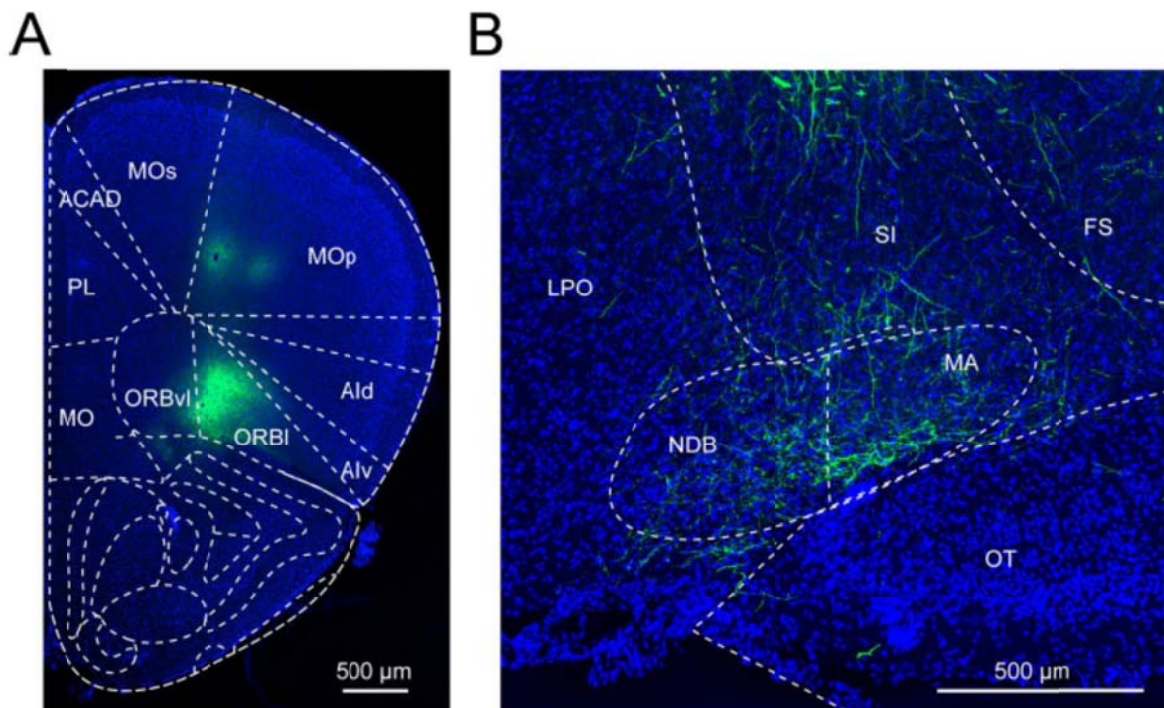 A
MOs
ACAD
MOp
PL
ORBvl
AId
MO
ORBl
AIv
500 µm
B
SI
FS
LPO
MA
NDB
OT
500 µm